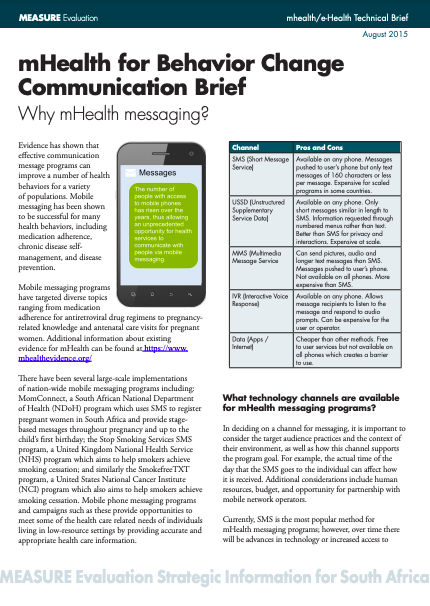 MEASURE Evaluation
mhealth/e-Health Technical Brief
August 2015
mHealth for Behavior Change
Communication Brief
Why mHealth messaging?
Evidence has shown that
effective communication
message programs can
improve a number of health
behaviors for a variety
of populations. Mobile
messaging has been shown
to be successful for many
health behaviors, including
medication adherence,
chronic disease self-
management, and disease
prevention.
Messages
The number of
people with access
to mobile phones
has risen over the
years, thus allowing
an unprecedented
opportunity for health
services to
communicate with
people via mobile
messaging.
Mobile messaging programs
have targeted diverse topics
ranging from medication
adherence for antiretroviral drug regimens to pregnancy-
related knowledge and antenatal care visits for pregnant
women. Additional information about existing
evidence for mHealth can be found at https://www.
mhealthevidence.org/
There have been several large-scale implementations
of nation-wide mobile messaging programs including:
MomConnect, a South African National Department
of Health (NDoH) program which uses SMS to register
pregnant women in South Africa and provide stage-
based messages throughout pregnancy and up to the
child's first birthday; the Stop Smoking Services SMS
program, a United Kingdom National Health Service
(NHS) program which aims to help smokers achieve
smoking cessation; and similarly the SmokefreeTXT
program, a United States National Cancer Institute
(NCI) program which also aims to help smokers achieve
smoking cessation. Mobile phone messaging programs
and campaigns such as these provide opportunities to
meet some of the health care related needs of individuals
living in low-resource settings by providing accurate and
appropriate health care information.
Channel Pros and Cons
SMS (Short Message Available on any phone. Messages
Service) pushed to user's phone but only text
messages of 160 characters or less
per message. Expensive for scaled
programs in some countries.
USSD (Unstructured Available on any phone. Only
Supplementary short messages similar in length to
Service Data) SMS. Information requested through
numbered menus rather than text.
Better than SMS for privacy and
interactions. Expensive at scale.
MMS (Multimedia Can send pictures, audio and
Message Service longer text messages than SMS.
Messages pushed to user's phone.
Not available on all phones. More
expensive than SMS.
IVR (Interactive Voice Available on any phone. Allows
Response) message recipients to listen to the
message and respond to audio
prompts. Can be expensive for the
user or operator.
Data (Apps / Cheaper than other methods. Free
Internet) to user services but not available on
all phones which creates a barrier
to use.
What technology channels are available
for mHealth messaging programs?
In deciding on a channel for messaging, it is important to
consider the target audience practices and the context of
their environment, as well as how this channel supports
the program goal. For example, the actual time of the
day that the SMS goes to the individual can affect how
it is received. Additional considerations include human
resources, budget, and opportunity for partnership with
mobile network operators.
Currently, SMS is the most popular method for
mHealth messaging programs; however, over time there
will be advances in technology or increased access to
MEASURE Evaluation Strategic Information for South Africa